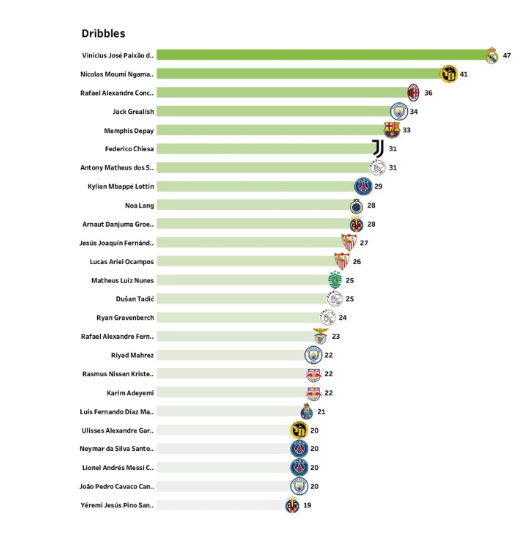 Dribbles
Vinícius José Paixão d.. 47
Nicolas Moumi Ngama.. 41
Rafael Alexandre Conc.. 36
Jack Grealish 34
Memphis Depay 33
Federico Chiesa 31
Antony Matheus dos S.. 31
Kylian Mbappé Lottin 29
Noa Lang 28
Arnaut Danjuma Groe.. 28
Jesús Joaquín Fernánd.. 27
Lucas Ariel Ocampos 26
Matheus Luiz Nunes 25
Dušan Tadić 25
Ryan Gravenberch 24
Rafael Alexandre Fern.. 23
Riyad Mahrez 22
Rasmus Nissen Kriste.. 22
Karim Adeyemi 22
Luis Fernando Díaz Ma.. 21
Ulisses Alexandre Gar.. 20
Neymar da Silva Santo.. 20
Lionel Andrés Messi C.. 20
João Pedro Cavaco Can.. 20
Yéremi Jesús Pino San.. 19